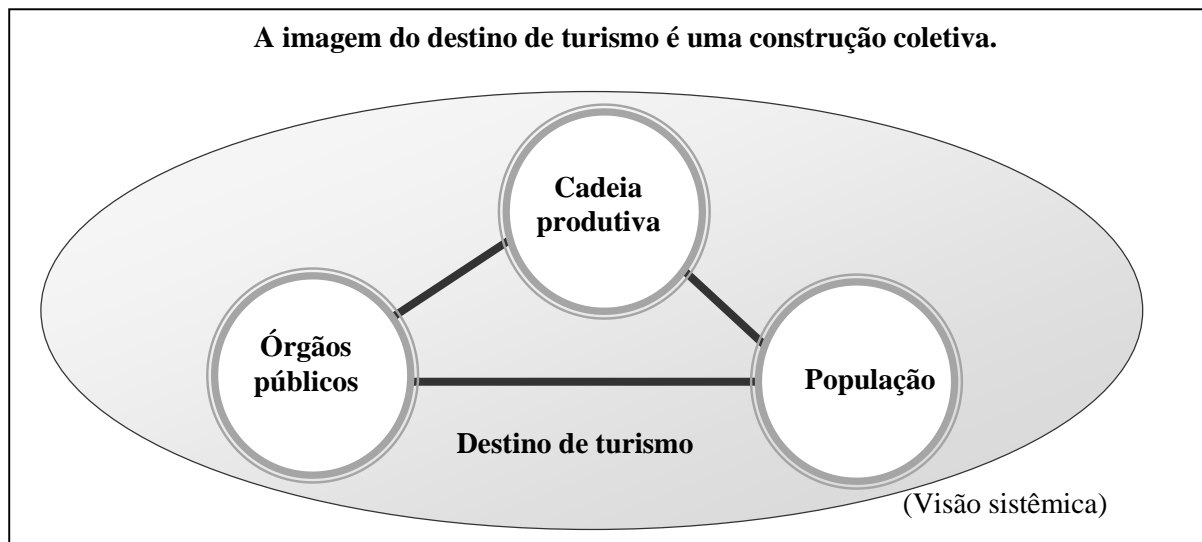 A imagem do destino de turismo é uma construção coletiva.
Cadeia
produtiva
Órgãos
públicos
População
Destino de turismo
(Visão sistêmica)